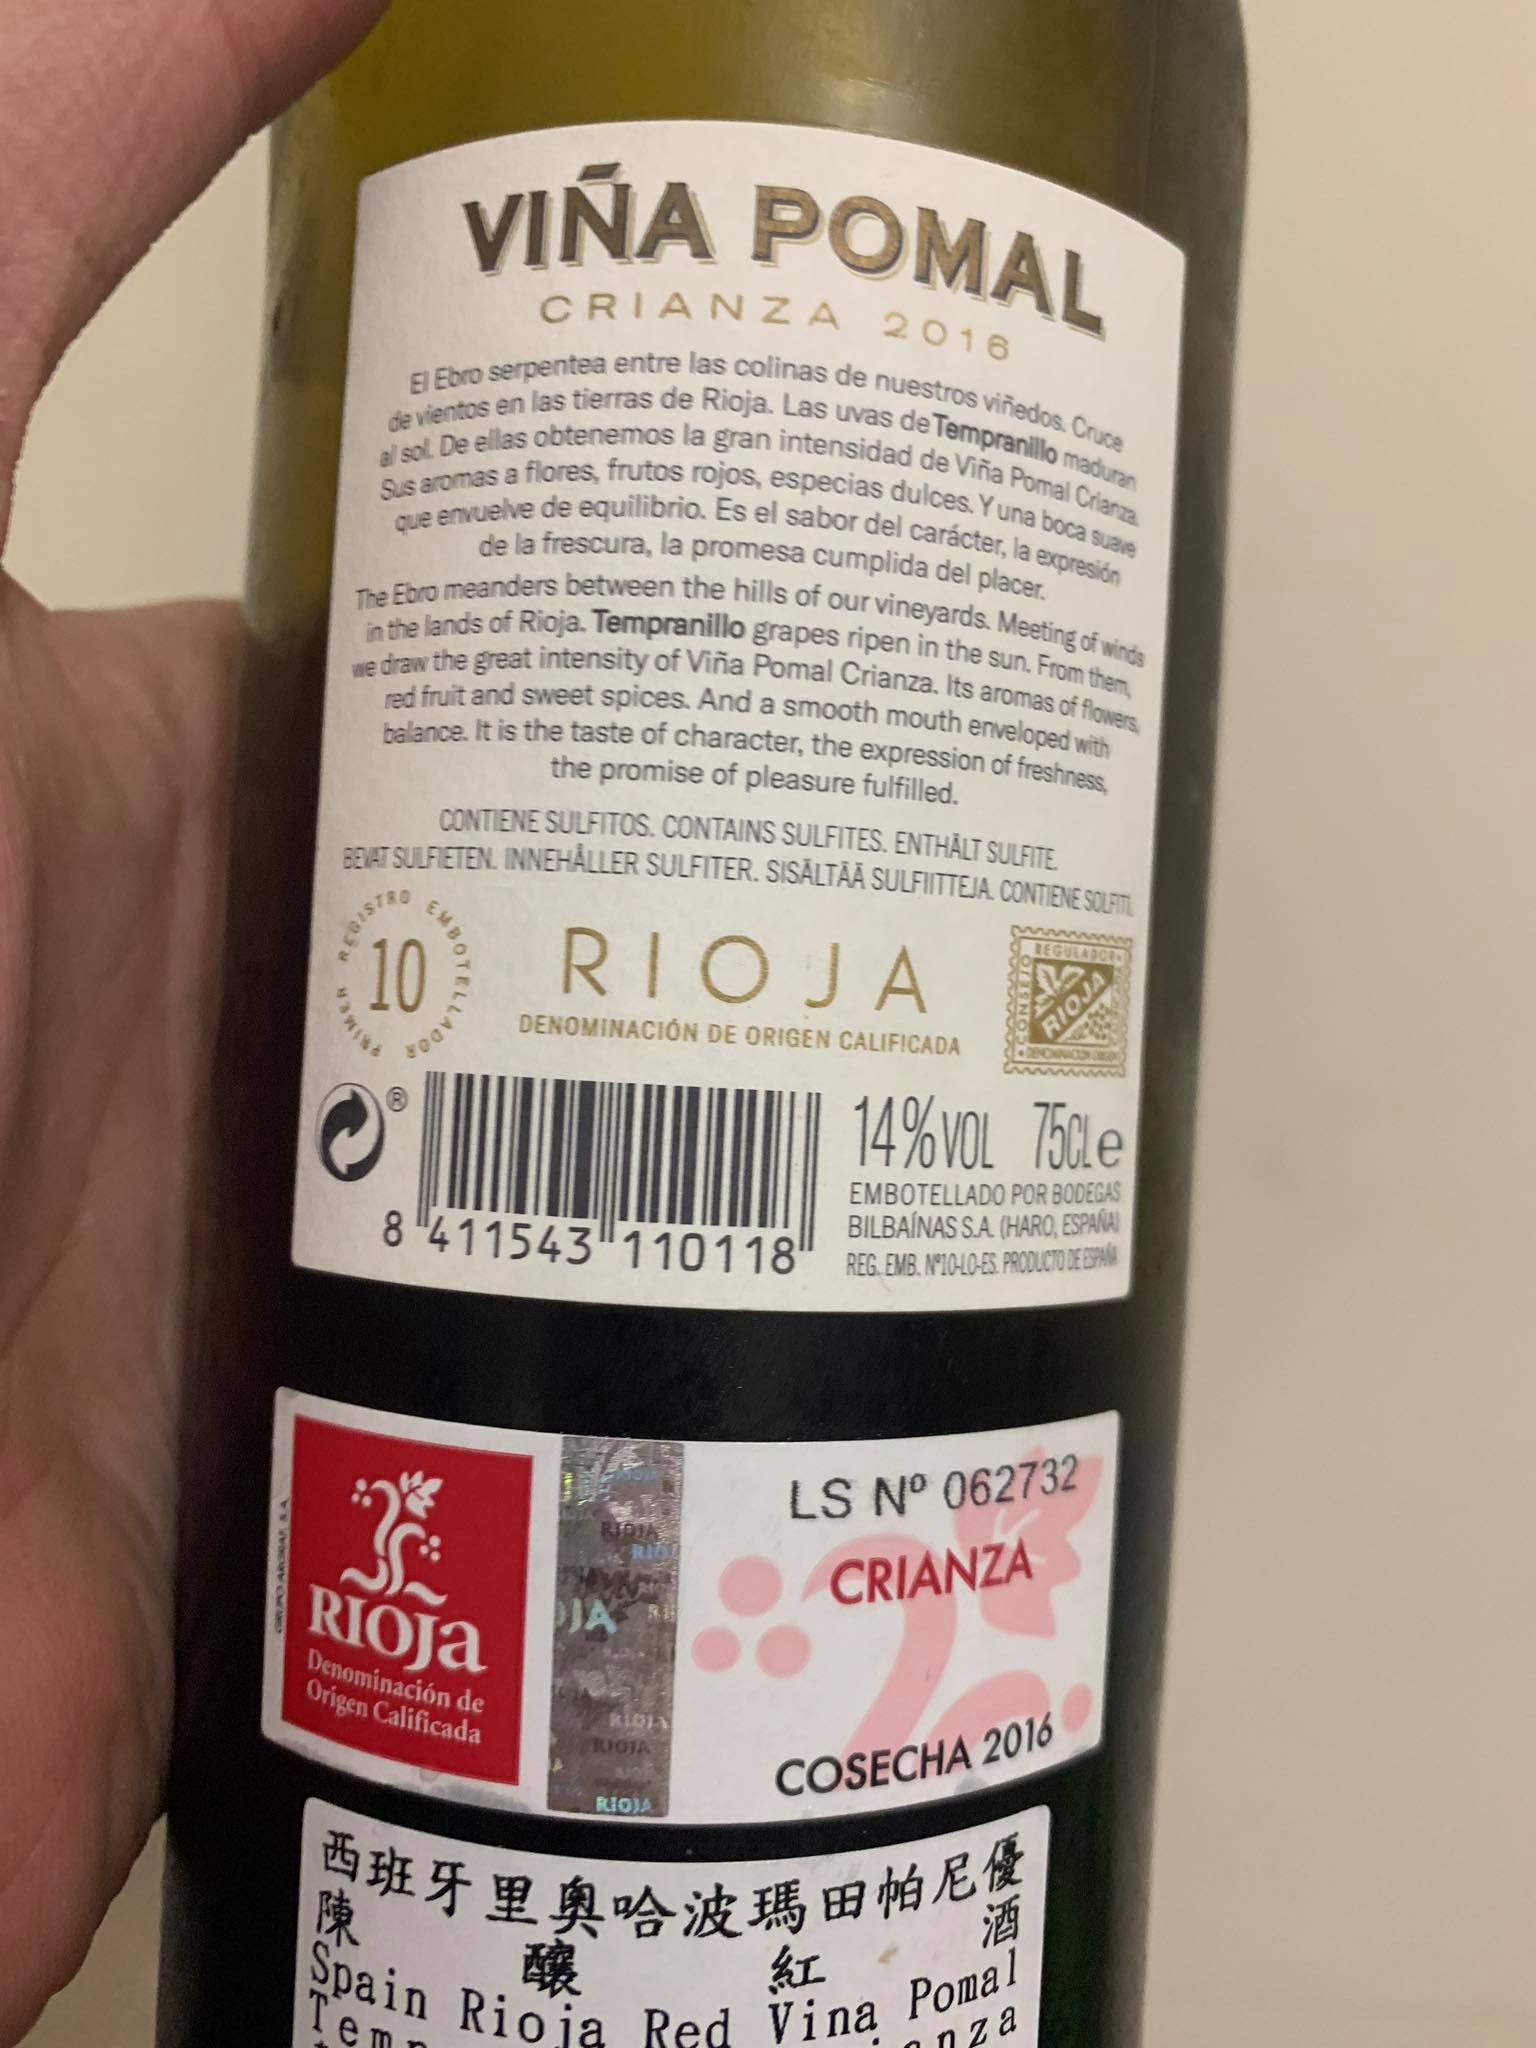 VIÑA POMAL
CRIANZA 2016
El Ebro serpentea entre las colinas de nuestros viñedos. Cruce
de vientos en las tierras de Rioja. Las uvas de Tempranillo maduran
al sol. De ellas obtenemos la gran intensidad de Viña Pomal Crianza.
Sus aromas a flores, frutos rojos, especias dulces. Y una boca suave
que envuelve de equilibrio. Es el sabor del carácter, la expresión
de la frescura, la promesa cumplida del placer.
The Ebro meanders between the hills of our vineyards. Meeting of winds
in the lands of Rioja. Tempranillo grapes ripen in the sun. From them,
we draw the great intensity of Viña Pomal Crianza. Its aromas of flowers,
red fruit and sweet spices. And a smooth mouth enveloped with
balance. It is the taste of character, the expression of freshness,
the promise of pleasure fulfilled.
CONTIENE SULFITOS. CONTAINS SULFITES. ENTHÄLT SULFITE.
BEVAT SULFIETEN. INNEHÅLLER SULFITER. SISÄLTÄÄ SULFIITTEJA. CONTIENE SOLFITI.
PRIMER REGISTRO EMBOTELLADOR
10
RIOJA
DENOMINACIÓN DE ORIGEN CALIFICADA
CONSEJO REGULADOR
RIOJA
DENOMINACION ORIGEN
®
8 411543 110118
14%VOL 75CLe
EMBOTELLADO POR BODEGAS
BILBAÍNAS S.A. (HARO, ESPAÑA)
REG. EMB. Nº10-LO-ES. PRODUCTO DE ESPAÑA
RIOJa
Denominación de
Origen Calificada
RIOJA
RIOJA
RIOJA
RIOJA
LS Nº 062732
CRIANZA
COSECHA 2016
西班牙里奧哈波瑪田帕尼優
陳釀紅酒
Spain Rioja Red Vina Pomal